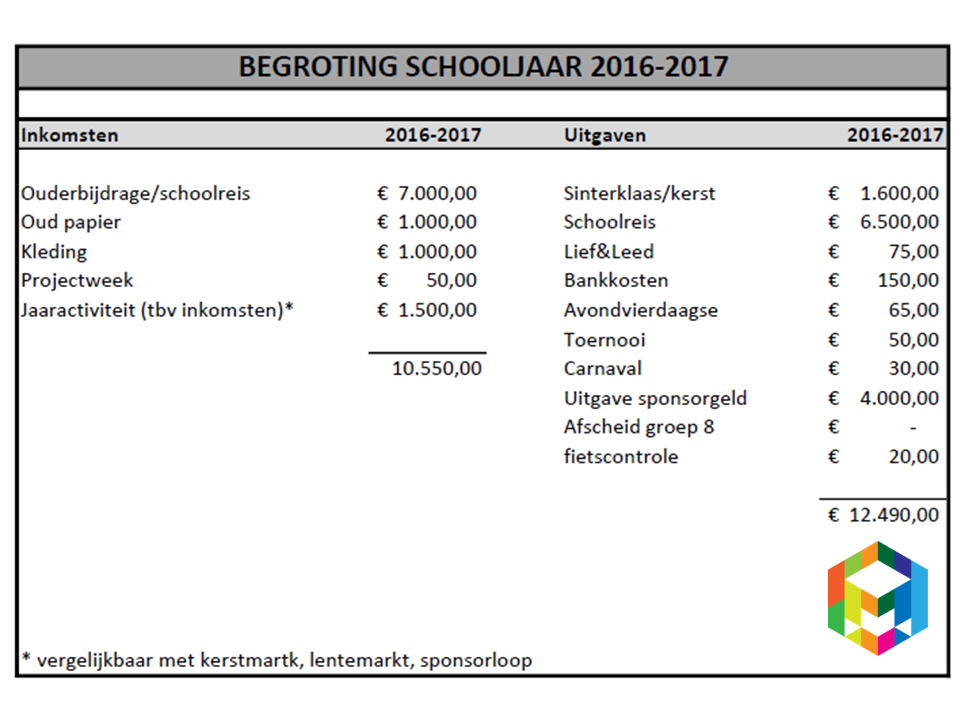 BEGROTING SCHOOLJAAR 2016-2017
Inkomsten 2016-2017 Uitgaven 2016-2017
Ouderbijdrage/schoolreis € 7.000,00 Sinterklaas/kerst € 1.600,00
Oud papier € 1.000,00 Schoolreis € 6.500,00
Kleding € 1.000,00 Lief&Leed € 75,00
Projectweek € 50,00 Bankkosten € 150,00
Jaaractiviteit (tbv inkomsten)* € 1.500,00 Avondvierdaagse € 65,00
Toernooi € 50,00
10.550,00 Carnaval € 30,00
Uitgave sponsorgeld € 4.000,00
Afscheid groep 8 € -
fietscontrole € 20,00
€ 12.490,00
* vergelijkbaar met kerstmartk, lentemarkt, sponsorloop